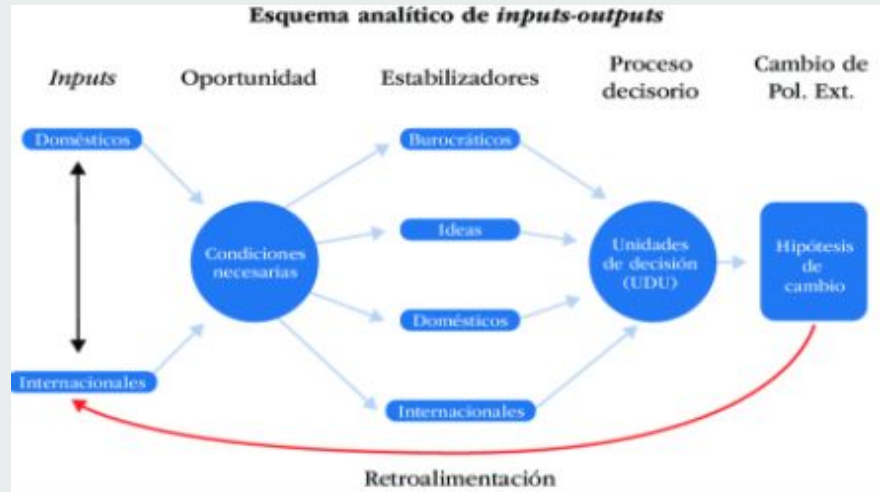 Esquema analítico de inputs-outputs
Inputs
Oportunidad
Estabilizadores
Proceso
decisorio
Cambio de
Pol. Ext.
Domésticos
Internacionales
Condiciones
necesarias
Burocráticos
Ideas
Domésticos
Internacionales
Unidades
de decisión
(UDU)
Hipótesis
de
cambio
Retroalimentación